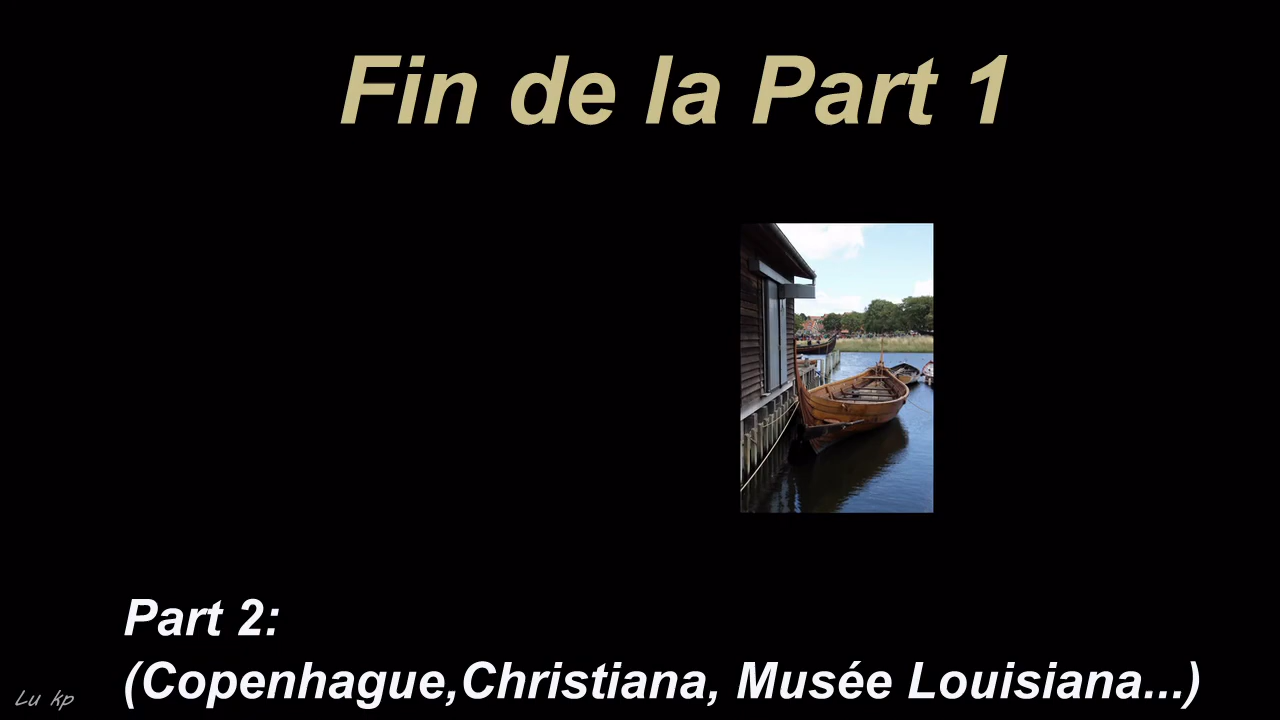 Fin de la Part 1
Part 2:
(Copenhague,Christiana, Musée Louisiana...)
Lu kp